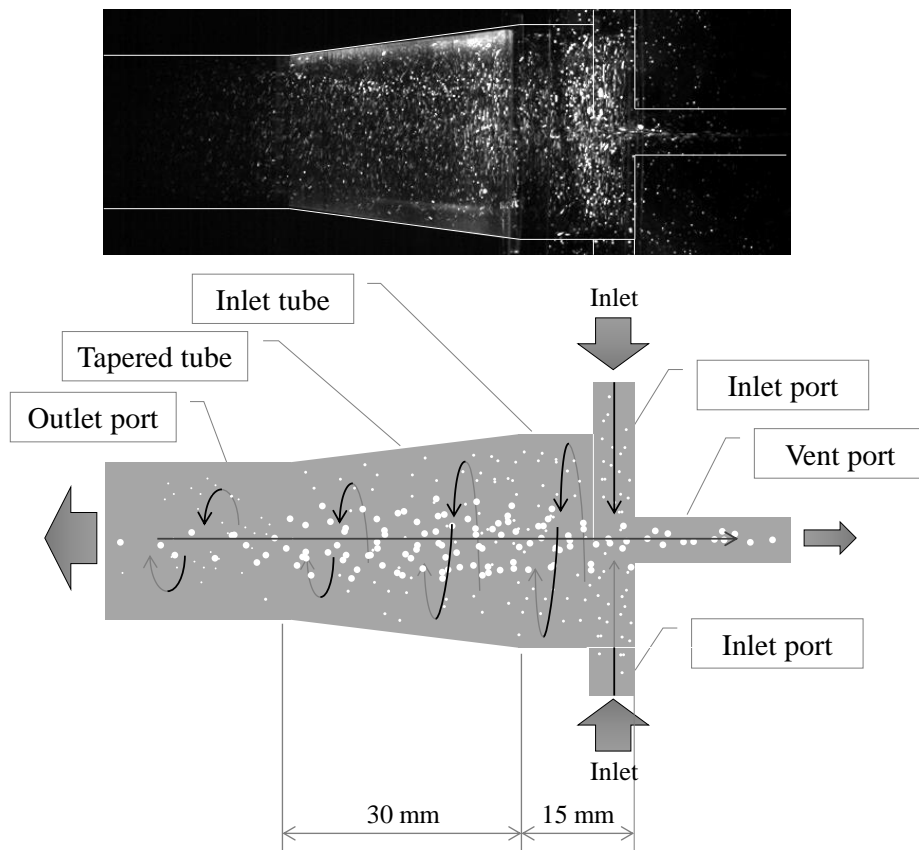 Inlet tube
Inlet
Tapered tube
Inlet port
Outlet port
Vent port
Inlet port
Inlet
30 mm
15 mm